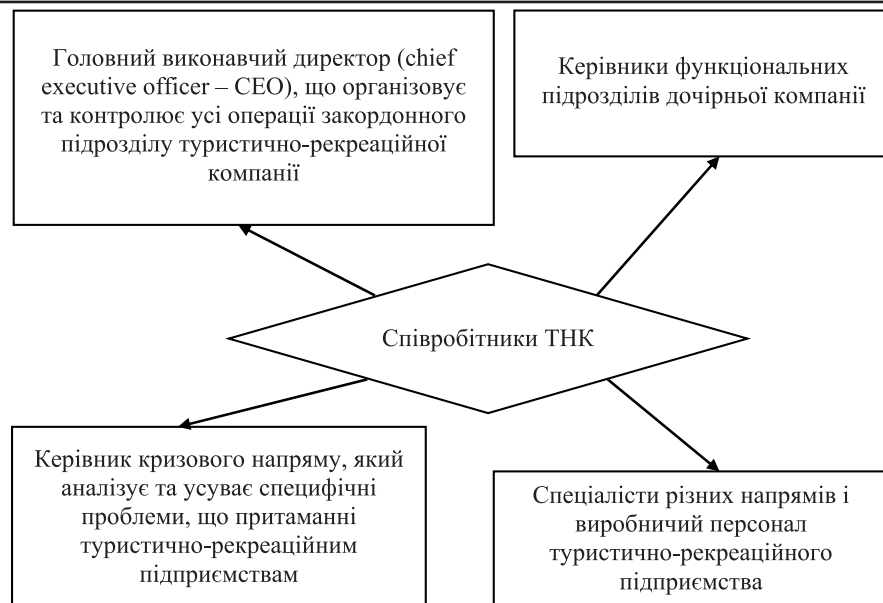 Головний виконавчий директор (chief
executive officer – CEO), що організовує
та контролює усі операції закордонного
підрозділу туристично-рекреаційної
компанії
Керівники функціональних
підрозділів дочірньої компанії
Співробітники ТНК
Керівник кризового напряму, який
аналізує та усуває специфічні
проблеми, що притаманні
туристично-рекреаційним
підприємствам
Спеціалісти різних напрямів і
виробничий персонал
туристично-рекреаційного
підприємства